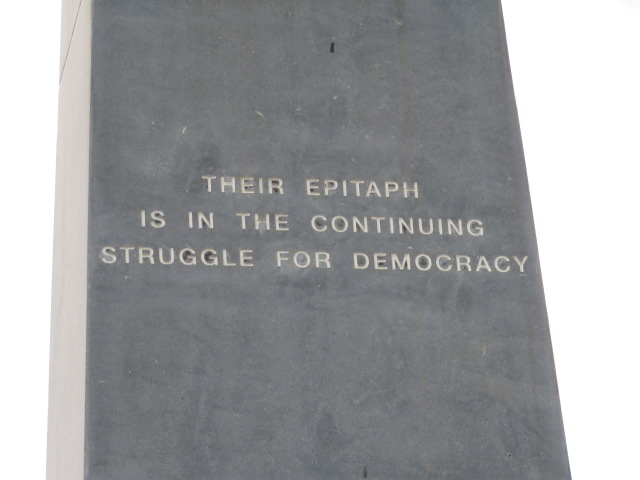 THEIR EPITAPH
IS IN THE CONTINUING
STRUGGLE FOR DEMOCRACY